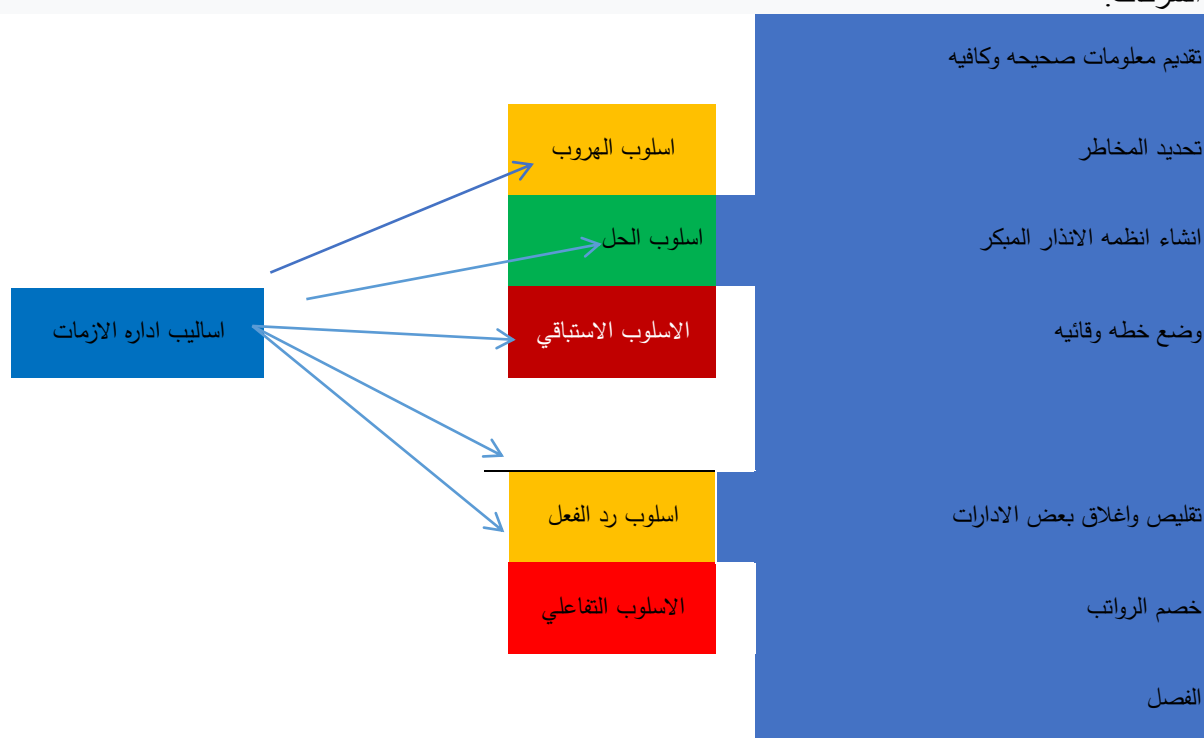 تقديم معلومات صحيحه وكافيه
تحديد المخاطر
اسلوب الهروب
انشاء انظمه الانذار المبكر
اسلوب الحل
وضع خطه وقائيه
الاسلوب الاستباقي
اساليب اداره الازمات
تقليص واغلاق بعض الادارات
اسلوب رد الفعل
خصم الرواتب
الاسلوب التفاعلي
الفصل